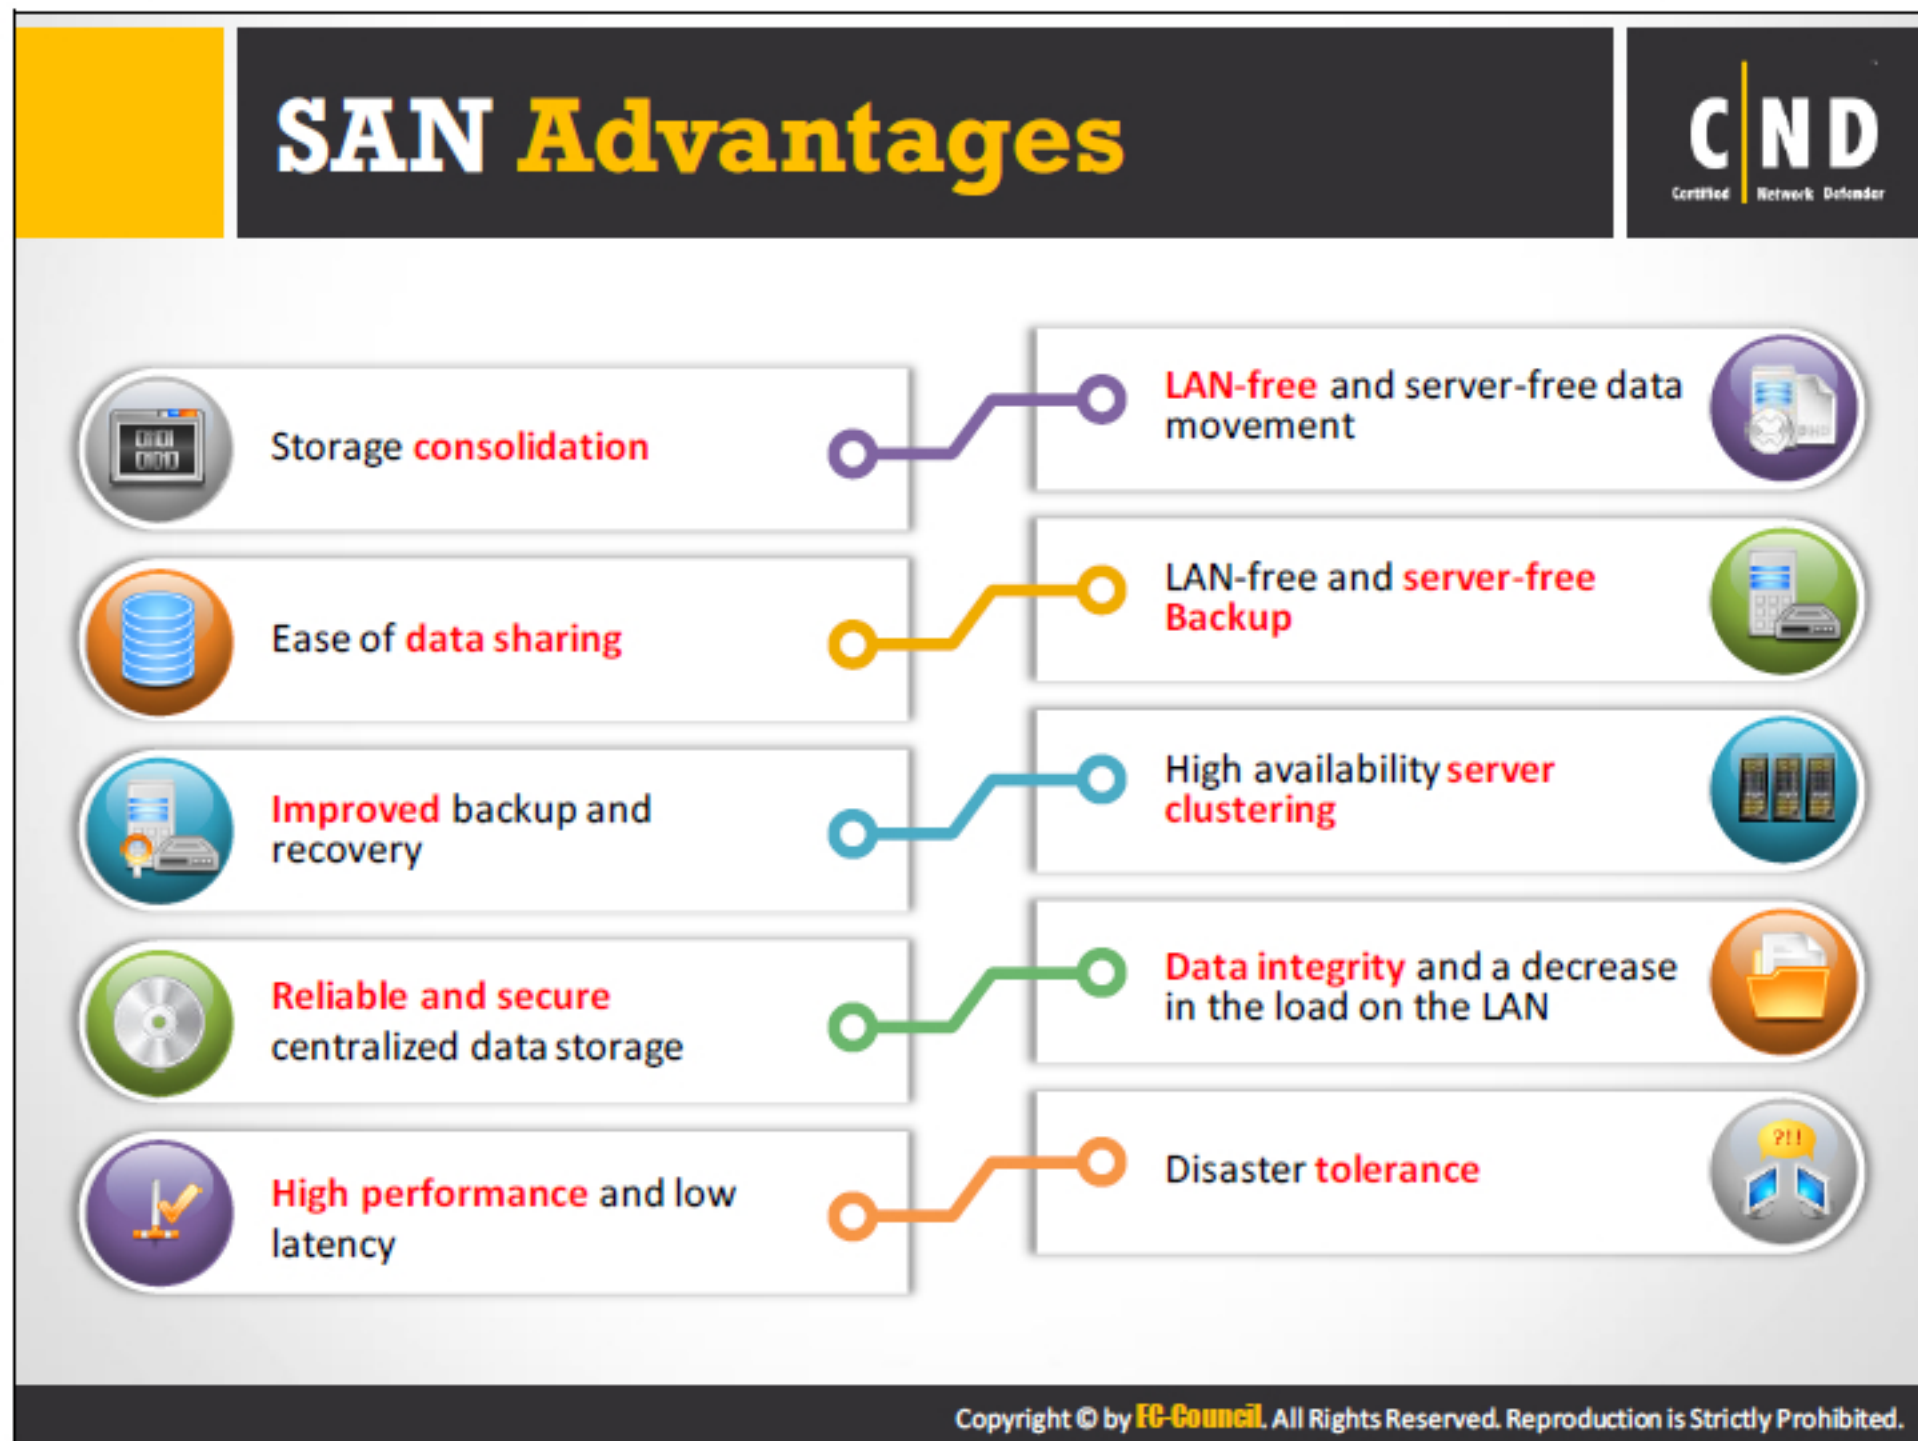 SAN Advantages
C ND
Certified Network Defender
Storage consolidation
Ease of data sharing
Improved backup and
recovery
Reliable and secure
centralized data storage
High performance and low
latency
LAN-free and server-free data
movement
LAN-free and server-free
Backup
High availability server
clustering
Data integrity and a decrease
in the load on the LAN
Disaster tolerance
?!!
Copyright © by EC-Council. All Rights Reserved. Reproduction is Strictly Prohibited.